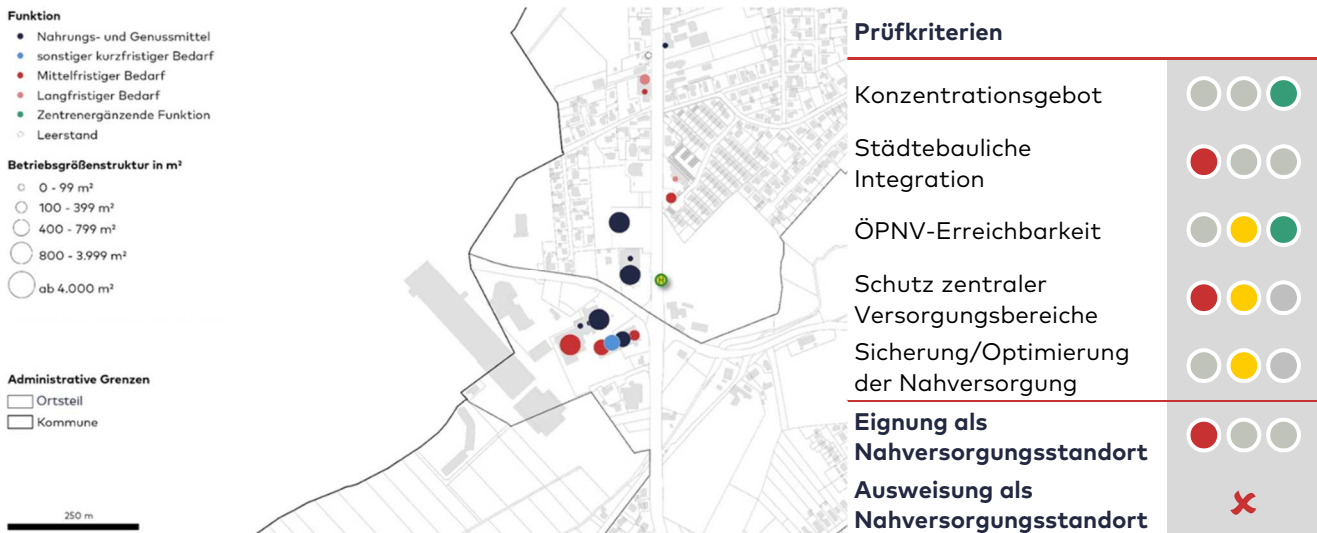 Funktion
Nahrungs- und Genussmittel
sonstiger kurzfristiger Bedarf
Mittelfristiger Bedarf
Langfristiger Bedarf
Zentrenergänzende Funktion
Leerstand
Betriebsgrößenstruktur in m²
0 - 99 m²
100 - 399 m²
400 - 799 m²
800 - 3.999 m²
ab 4.000 m²
Administrative Grenzen
Ortsteil
Kommune
250 m
H
Prüfkriterien
Konzentrationsgebot
Städtebauliche
Integration
ÖPNV-Erreichbarkeit
Schutz zentraler
Versorgungsbereiche
Sicherung/Optimierung
der Nahversorgung
Eignung als
Nahversorgungsstandort
Ausweisung als
Nahversorgungsstandort